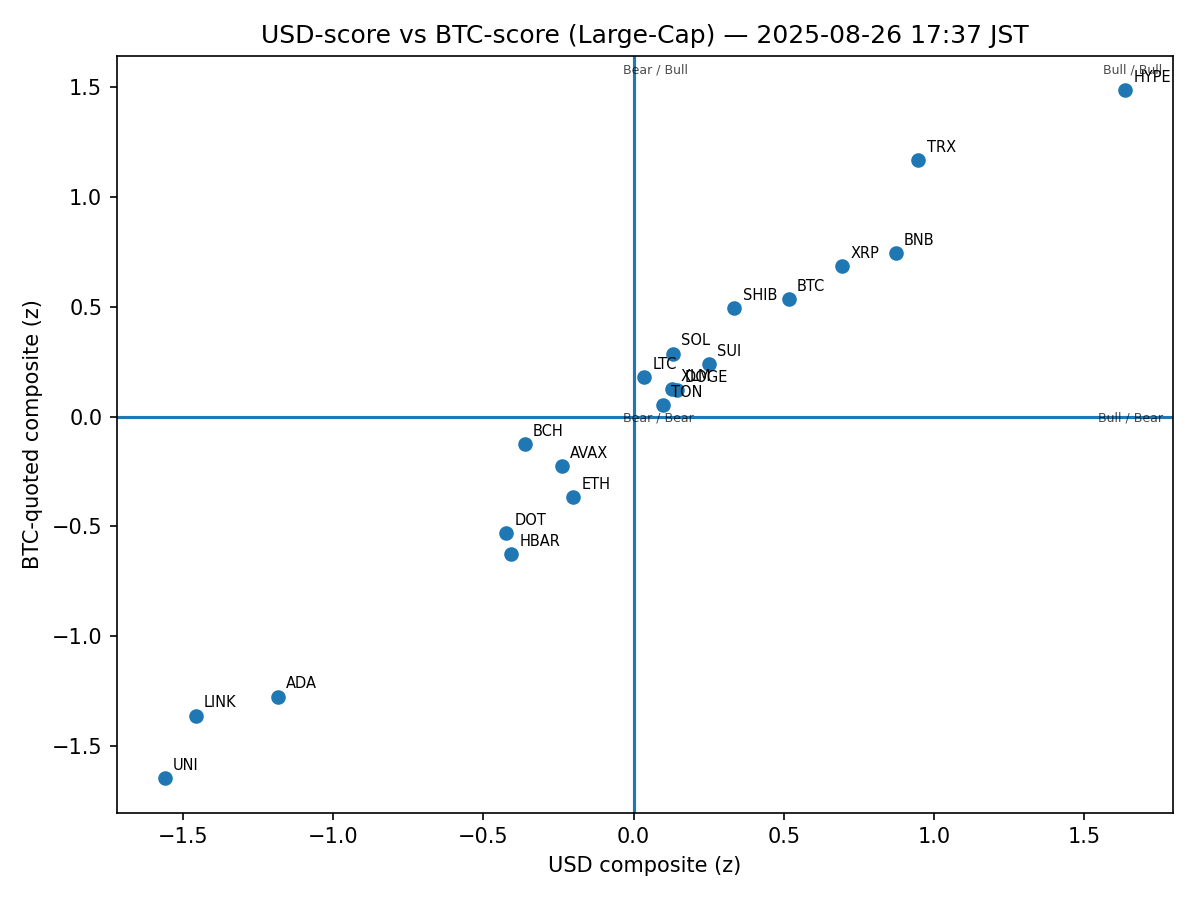 USD-score vs BTC-score (Large-Cap) — 2025-08-26 17:37 JST
Bear / Bull
Bull / Bull
HYPE
TRX
BNB
XRP
BTC
SHIB
SOL
SUI
LTC
XLM
DOGE
TON
Bear / Bear
Bull / Bear
BCH
AVAX
ETH
DOT
HBAR
ADA
LINK
UNI
1.5
1.0
0.5
0.0
−0.5
−1.0
−1.5
BTC-quoted composite (z)
−1.5
−1.0
−0.5
0.0
0.5
1.0
1.5
USD composite (z)